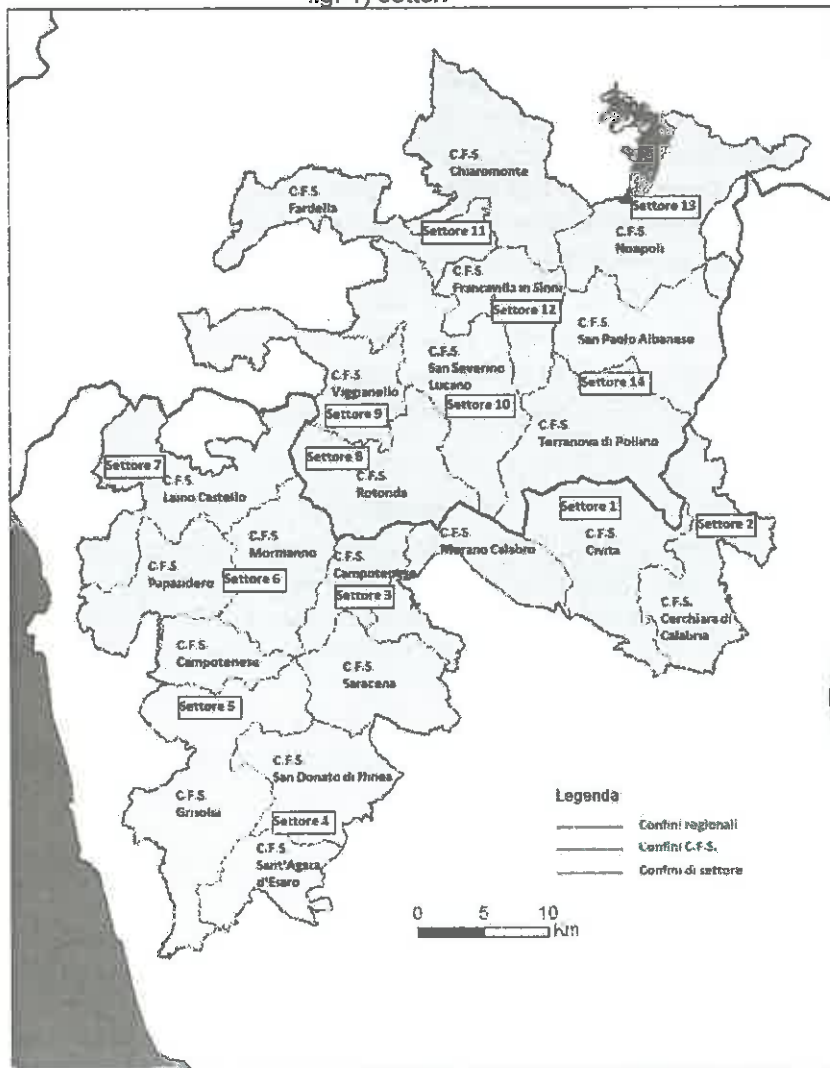 C.F.S.
Chiaromonte
C.F.S.
Fardella
Settore 13
Settore 11
C.F.S.
Noepoli
C.F.S.
Francavilla in Sinni
Settore 12
C.F.S.
San Paolo Albanese
C.F.S.
San Severino
Lucano
C.F.S.
Viggianello
Settore 14
Settore 9
Settore 10
C.F.S.
Terranova di Pollino
Settore 8
Settore 7
C.F.S.
Rotonda
C.F.S.
Laino Castello
Settore 1
Settore 2
C.F.S.
Mormanno
C.F.S.
Morano Calabro
C.F.S.
Civita
C.F.S.
Campotenese
C.F.S.
Papasidero
Settore 6
Settore 3
C.F.S.
Cerchiara di
Calabria
C.F.S.
Campotenese
C.F.S.
Saracena
Settore 5
C.F.S.
San Donato di Ninea
C.F.S.
Grisolia
Settore 4
C.F.S.
Sant'Agata
d'Esaro
Legenda
Confini regionali
Confini C.F.S.
Confini di settore
0 5 10
Km